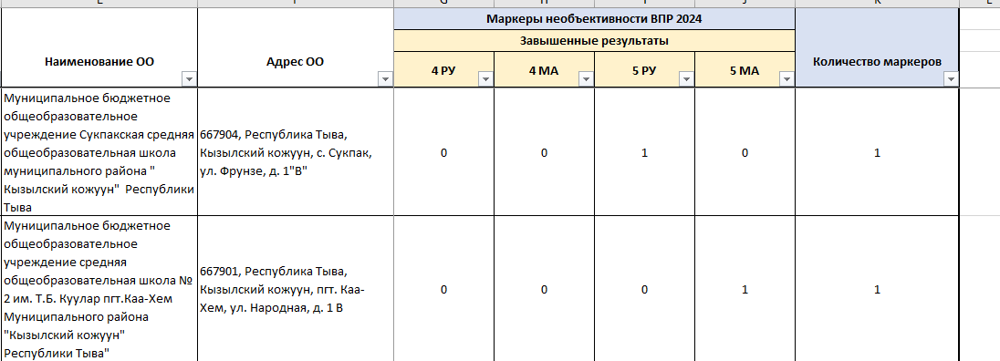 G
H
I
J
K
Маркеры необъективности ВПР 2024
Завышенные результаты
Наименование ОО
Адрес ОО
4 РУ
4 МА
5 РУ
5 МА
Количество маркеров
Муниципальное бюджетное
общеобразовательное
учреждение Сукпакская средняя
общеобразовательная школа
муниципального района "
Кызылский кожуун"  Республики
Тыва
667904, Республика Тыва,
Кызылский кожуун, с. Сукпак,
ул. Фрунзе, д. 1"В"
0
0
1
0
1
Муниципальное бюджетное
общеобразовательное
учреждение средняя
общеобразовательная школа №
2 им. Т.Б. Куулар пгт.Каа-Хем
Муниципального района
"Кызылский кожуун"
Республики Тыва"
667901, Республика Тыва,
Кызылский кожуун, пгт. Каа-
Хем, ул. Народная, д. 1 В
0
0
0
1
1